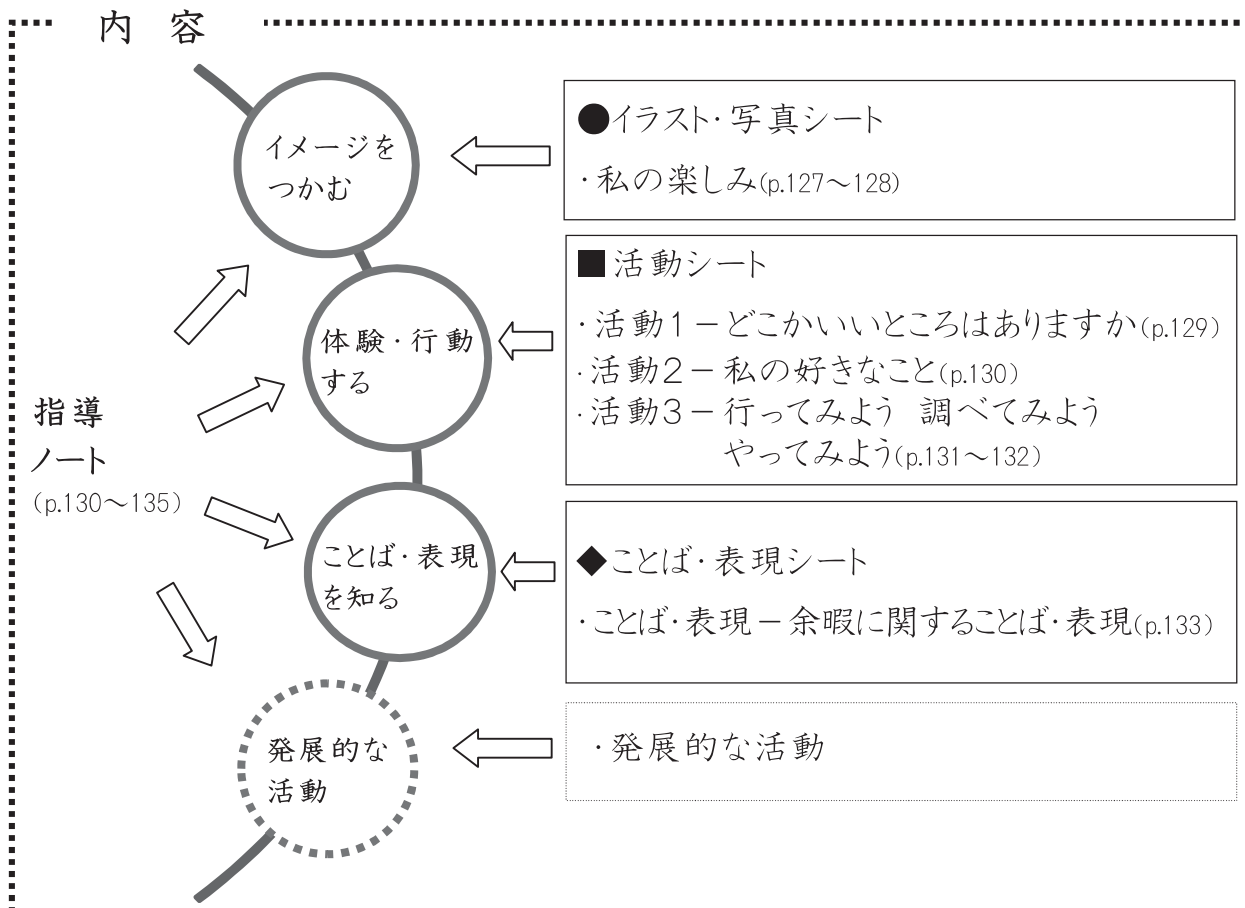 内　容
イメージを
つかむ
●イラスト・写真シート
・私の楽しみ(p.127～128)
体験・行動
する
■活動シート
・活動1－どこかいいところはありますか(p.129)
・活動2－私の好きなこと(p.130)
・活動3－行ってみよう 調べてみよう
やってみよう(p.131～132)
指導
ノート
(p.130～135)
ことば・表現
を知る
◆ことば・表現シート
・ことば・表現－余暇に関することば・表現(p.133)
発展的な
活動
・発展的な活動